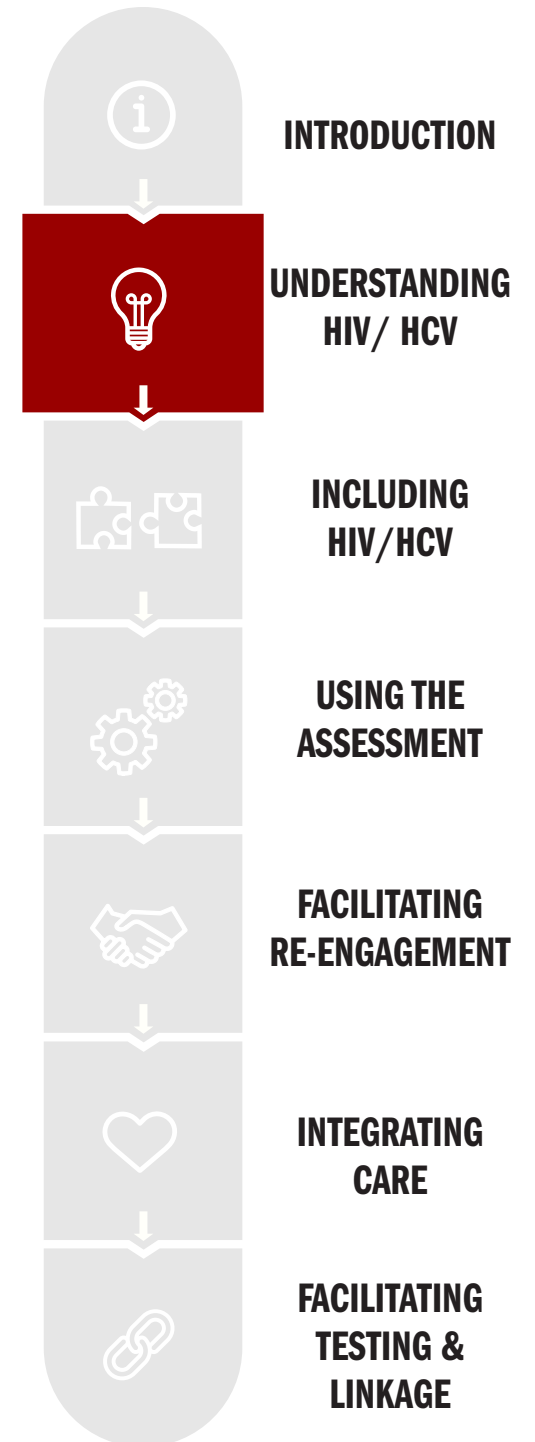 INTRODUCTION
UNDERSTANDING
HIV/ HCV
INCLUDING
HIV/HCV
USING THE
ASSESSMENT
FACILITATING
RE-ENGAGEMENT
INTEGRATING
CARE
FACILITATING
TESTING &
LINKAGE